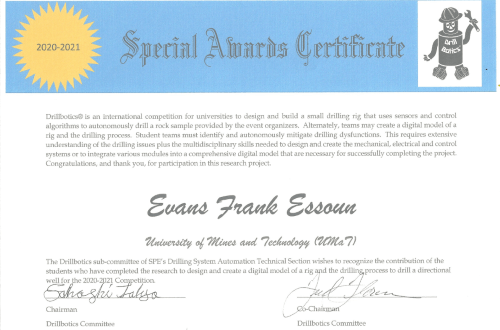 2020-2021
Special Awards Certificate
Drill
Botics
Drillbotics® is an international competition for universities to design and build a small drilling rig that uses sensors and control
algorithms to autonomously drill a rock sample provided by the event organizers. Alternately, teams may create a digital model of a
rig and the drilling process. Student teams must identify and autonomously mitigate drilling dysfunctions. This requires extensive
understanding of the drilling issues plus the multidisciplinary skills needed to design and create the mechanical, electrical and control
systems or to integrate various modules into a comprehensive digital model that are necessary for successfully completing the project.
Congratulations, and thank you, for participation in this research project.
Evans Frank Essoun
University of Mines and Technology (UMaT)
The Drillbotics sub-committee of SPE's Drilling System Automation Technical Section wishes to recognize the contribution of the
students who have completed the research to design and create a digital model of a rig and the drilling process to drill a directional
well for the 2020-2021 Competition.
Chairman
Co-Chairman
Drillbotics Committee
Drillbotics Committee